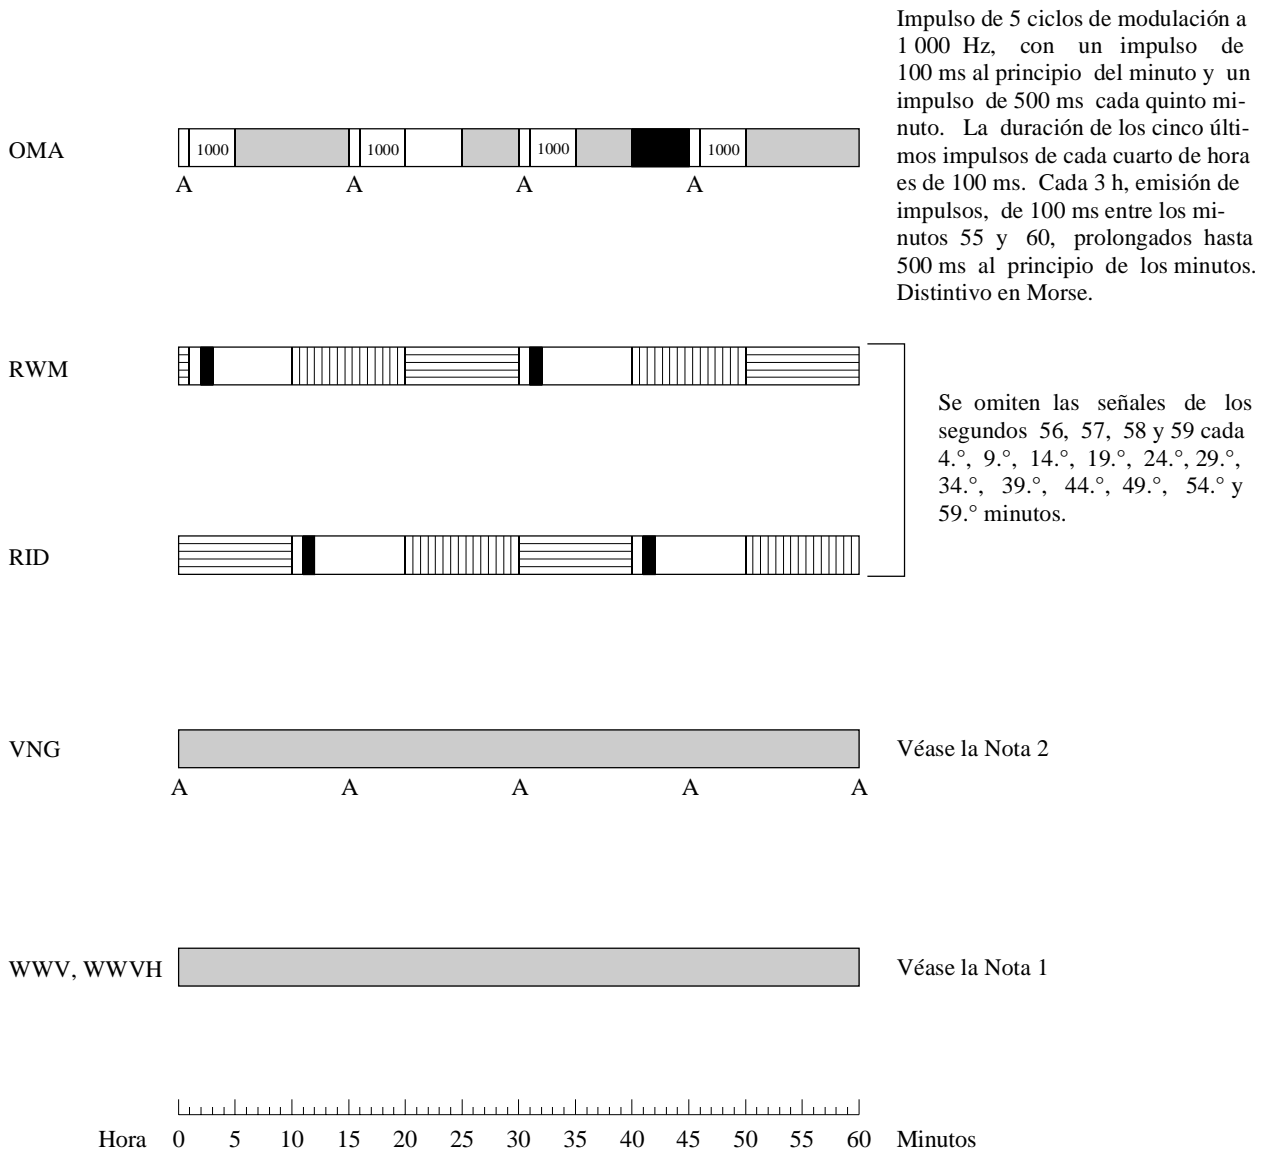 Impulso de 5 ciclos de modulación a
1 000 Hz, con un impulso de
100 ms al principio del minuto y un
impulso de 500 ms cada quinto mi-
nuto. La duración de los cinco últi-
mos impulsos de cada cuarto de hora
es de 100 ms. Cada 3 h, emisión de
impulsos, de 100 ms entre los mi-
nutos 55 y 60, prolongados hasta
500 ms al principio de los minutos.
Distintivo en Morse.
OMA
1000 1000 1000 1000
A A A A
RWM
Se omiten las señales de los
segundos 56, 57, 58 y 59 cada
4.°, 9.°, 14.°, 19.°, 24.°, 29.°,
34.°, 39.°, 44.°, 49.°, 54.° y
59.° minutos.
RID
VNG
Véase la Nota 2
A A A A A
WWV, WWVH
Véase la Nota 1
Hora 0 5 10 15 20 25 30 35 40 45 50 55 60 Minutos